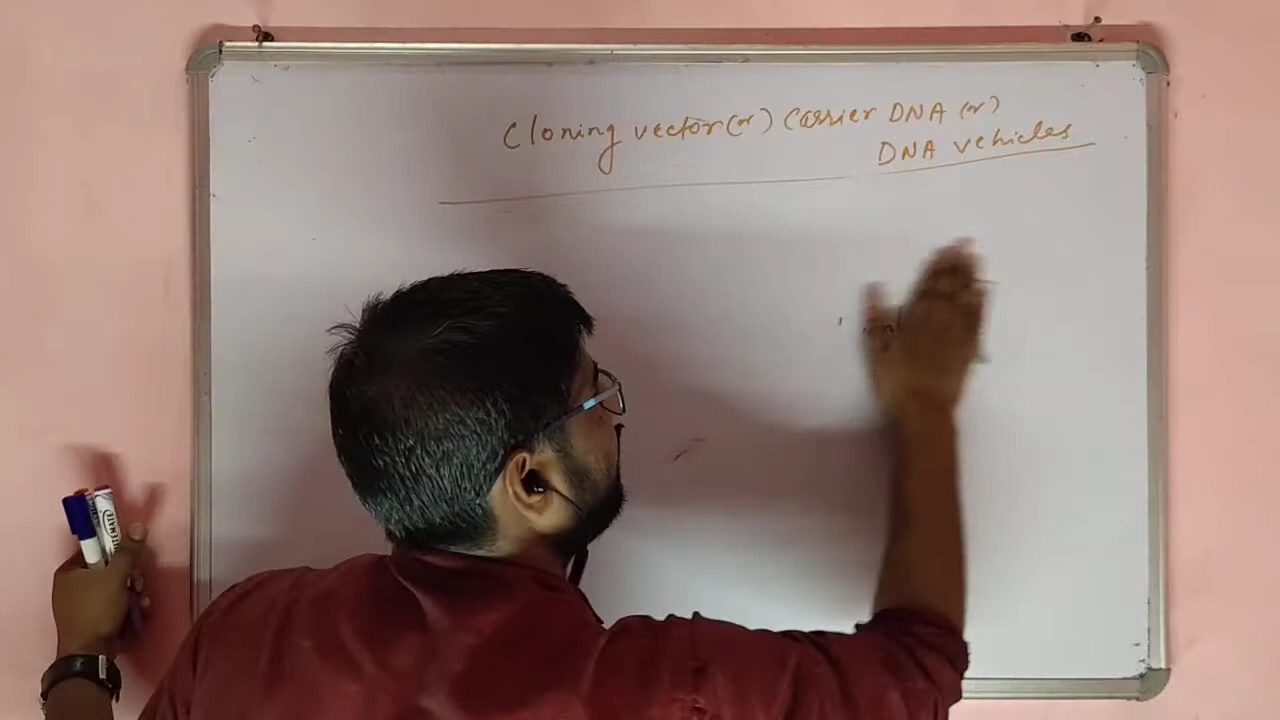 Cloning vector (or) Carrier DNA (or)
DNA vehicles